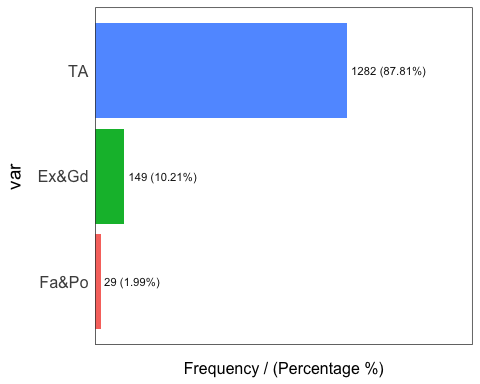 TA
1282 (87.81%)
var
Ex&Gd
149 (10.21%)
Fa&Po
29 (1.99%)
Frequency / (Percentage %)